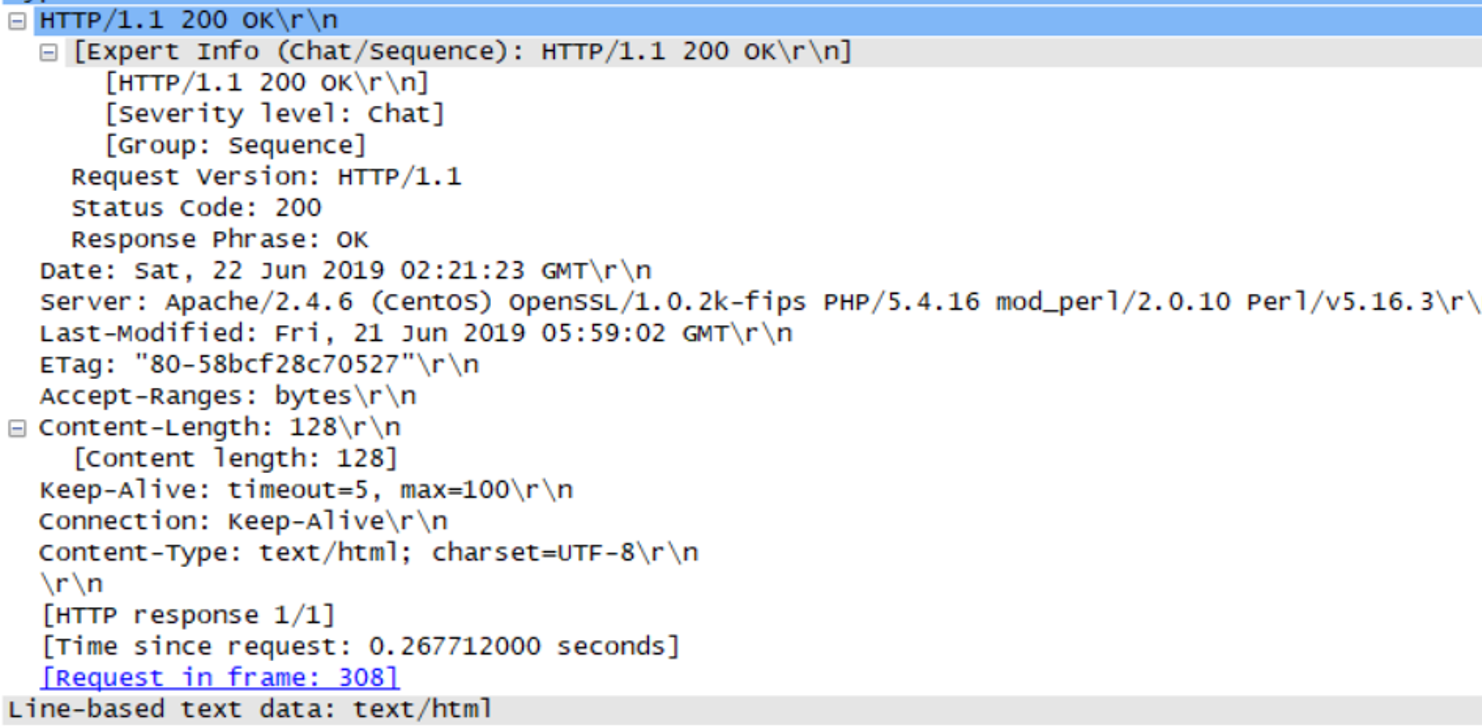 HTTP/1.1 200 OK\r\n
[Expert Info (Chat/Sequence): HTTP/1.1 200 OK\r\n]
[HTTP/1.1 200 OK\r\n]
[Severity level: Chat]
[Group: Sequence]
Request Version: HTTP/1.1
Status Code: 200
Response Phrase: OK
Date: Sat, 22 Jun 2019 02:21:23 GMT\r\n
Server: Apache/2.4.6 (CentOS) OpenSSL/1.0.2k-fips PHP/5.4.16 mod_perl/2.0.10 Perl/v5.16.3\r\
Last-Modified: Fri, 21 Jun 2019 05:59:02 GMT\r\n
ETag: "80-58bcf28c70527"\r\n
Accept-Ranges: bytes\r\n
Content-Length: 128\r\n
[Content length: 128]
Keep-Alive: timeout=5, max=100\r\n
Connection: Keep-Alive\r\n
Content-Type: text/html; charset=UTF-8\r\n
\r\n
[HTTP response 1/1]
[Time since request: 0.267712000 seconds]
[Request in frame: 308]
Line-based text data: text/html